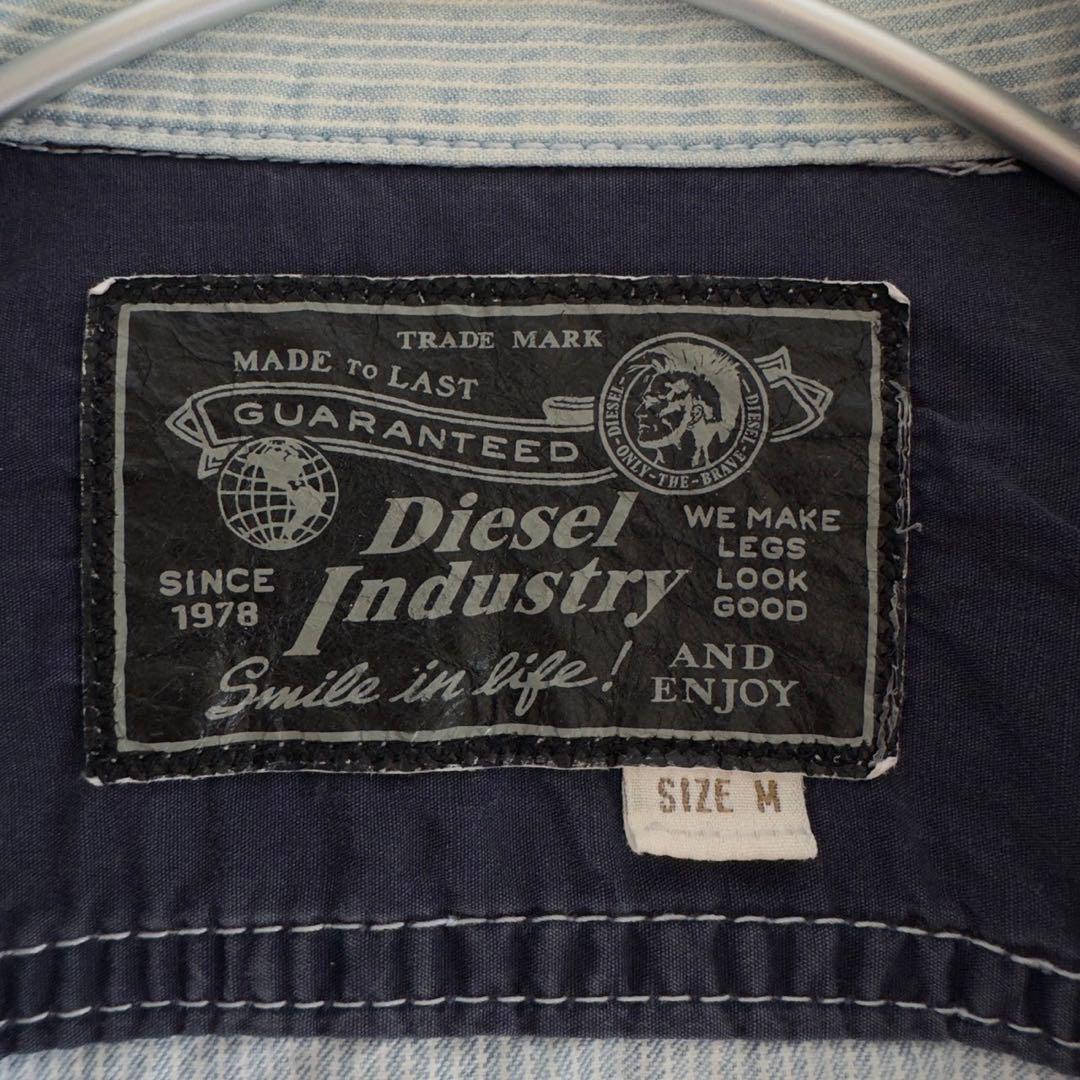 TRADE MARK
MADE TO LAST
GUARANTEED
DIESEL - ONLY - THE - BRAVE - DIESEL
Diesel
Industry
SINCE
1978
WE MAKE
LEGS
LOOK
GOOD
Smile in life!
AND
ENJOY
SIZE M